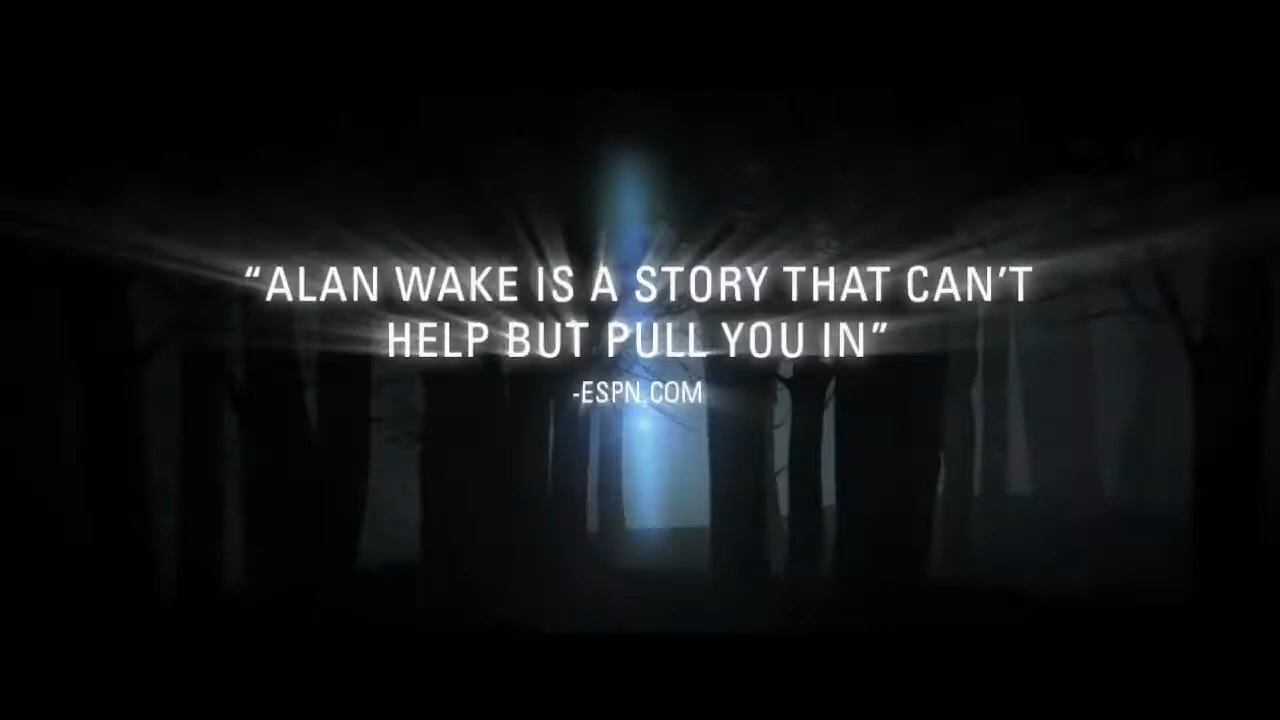 “ALAN WAKE IS A STORY THAT CAN’T
HELP BUT PULL YOU IN”
-ESPN.COM